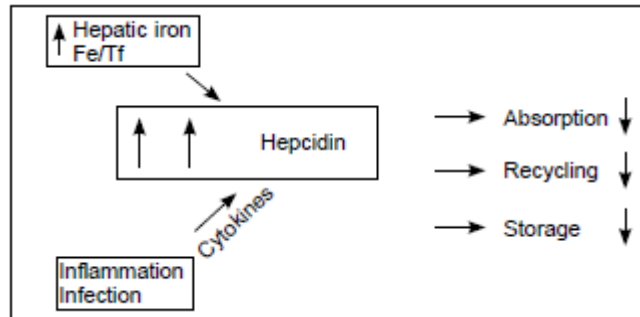 Hepatic iron
Fe/Tf
Hepcidin
Absorption
Recycling
Storage
Cytokines
Inflammation
Infection